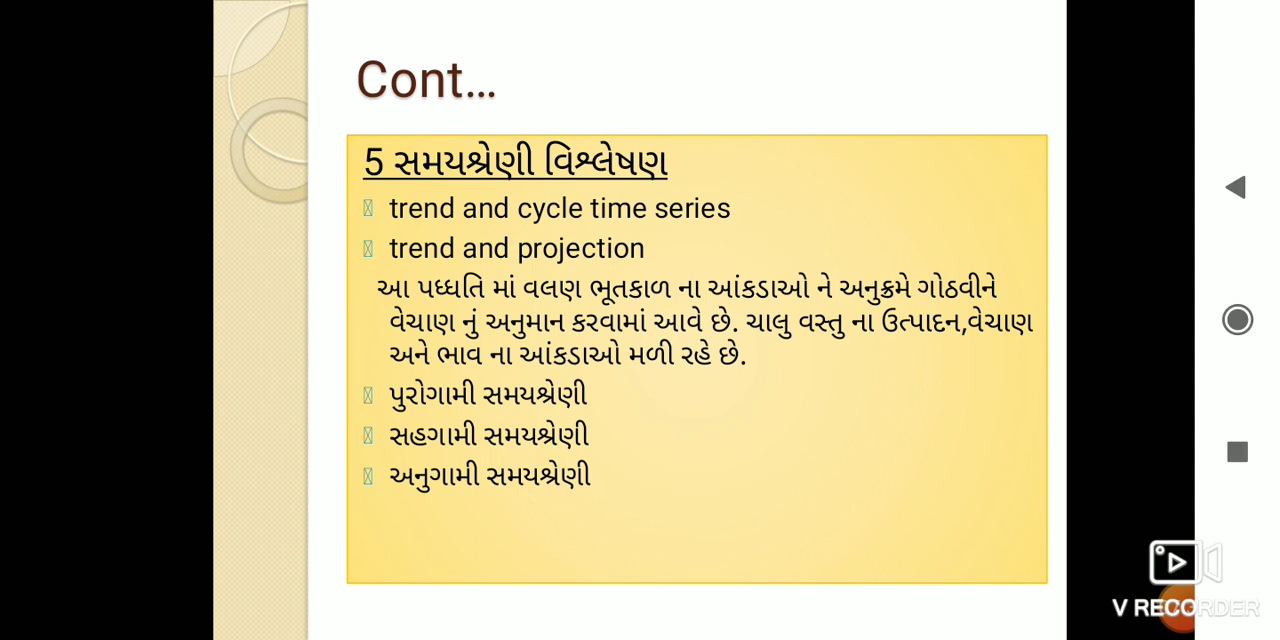 Cont...
5 સમયશ્રેણી વિશ્લેષણ
trend and cycle time series
trend and projection
આ પધ્ધતિ માં વલણ ભૂતકાળ ના આંકડાઓ ને અનુક્રમે ગોઠવીને
વેચાણ નું અનુમાન કરવામાં આવે છે. ચાલુ વસ્તુ ના ઉત્પાદન,વેચાણ
અને ભાવ ના આંકડાઓ મળી રહે છે.
પુરોગામી સમયશ્રેણી
સહગામી સમયશ્રેણી
અનુગામી સમયશ્રેણી
V RECORDER